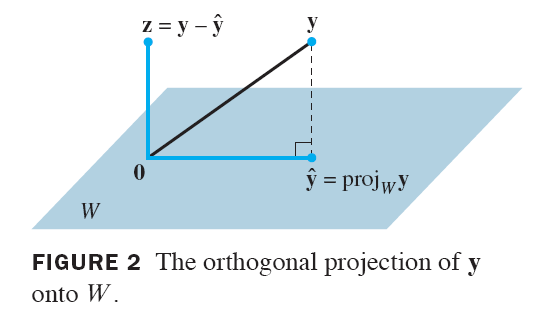 z = y – ŷ
y
0
ŷ = proj_W y
W
FIGURE 2 The orthogonal projection of y
onto W.